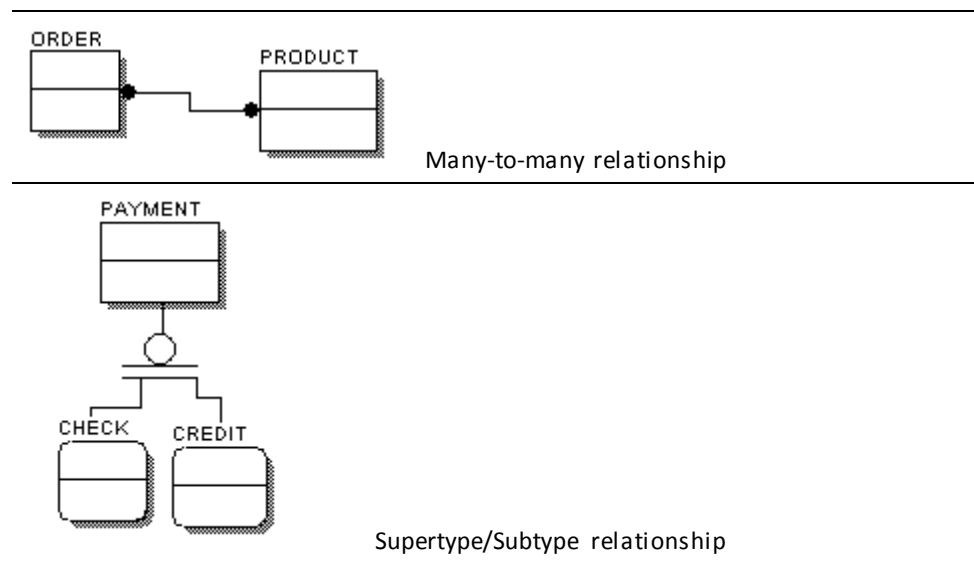 ORDER
PRODUCT
Many-to-many relationship
PAYMENT
CHECK
CREDIT
Supertype/Subtype relationship